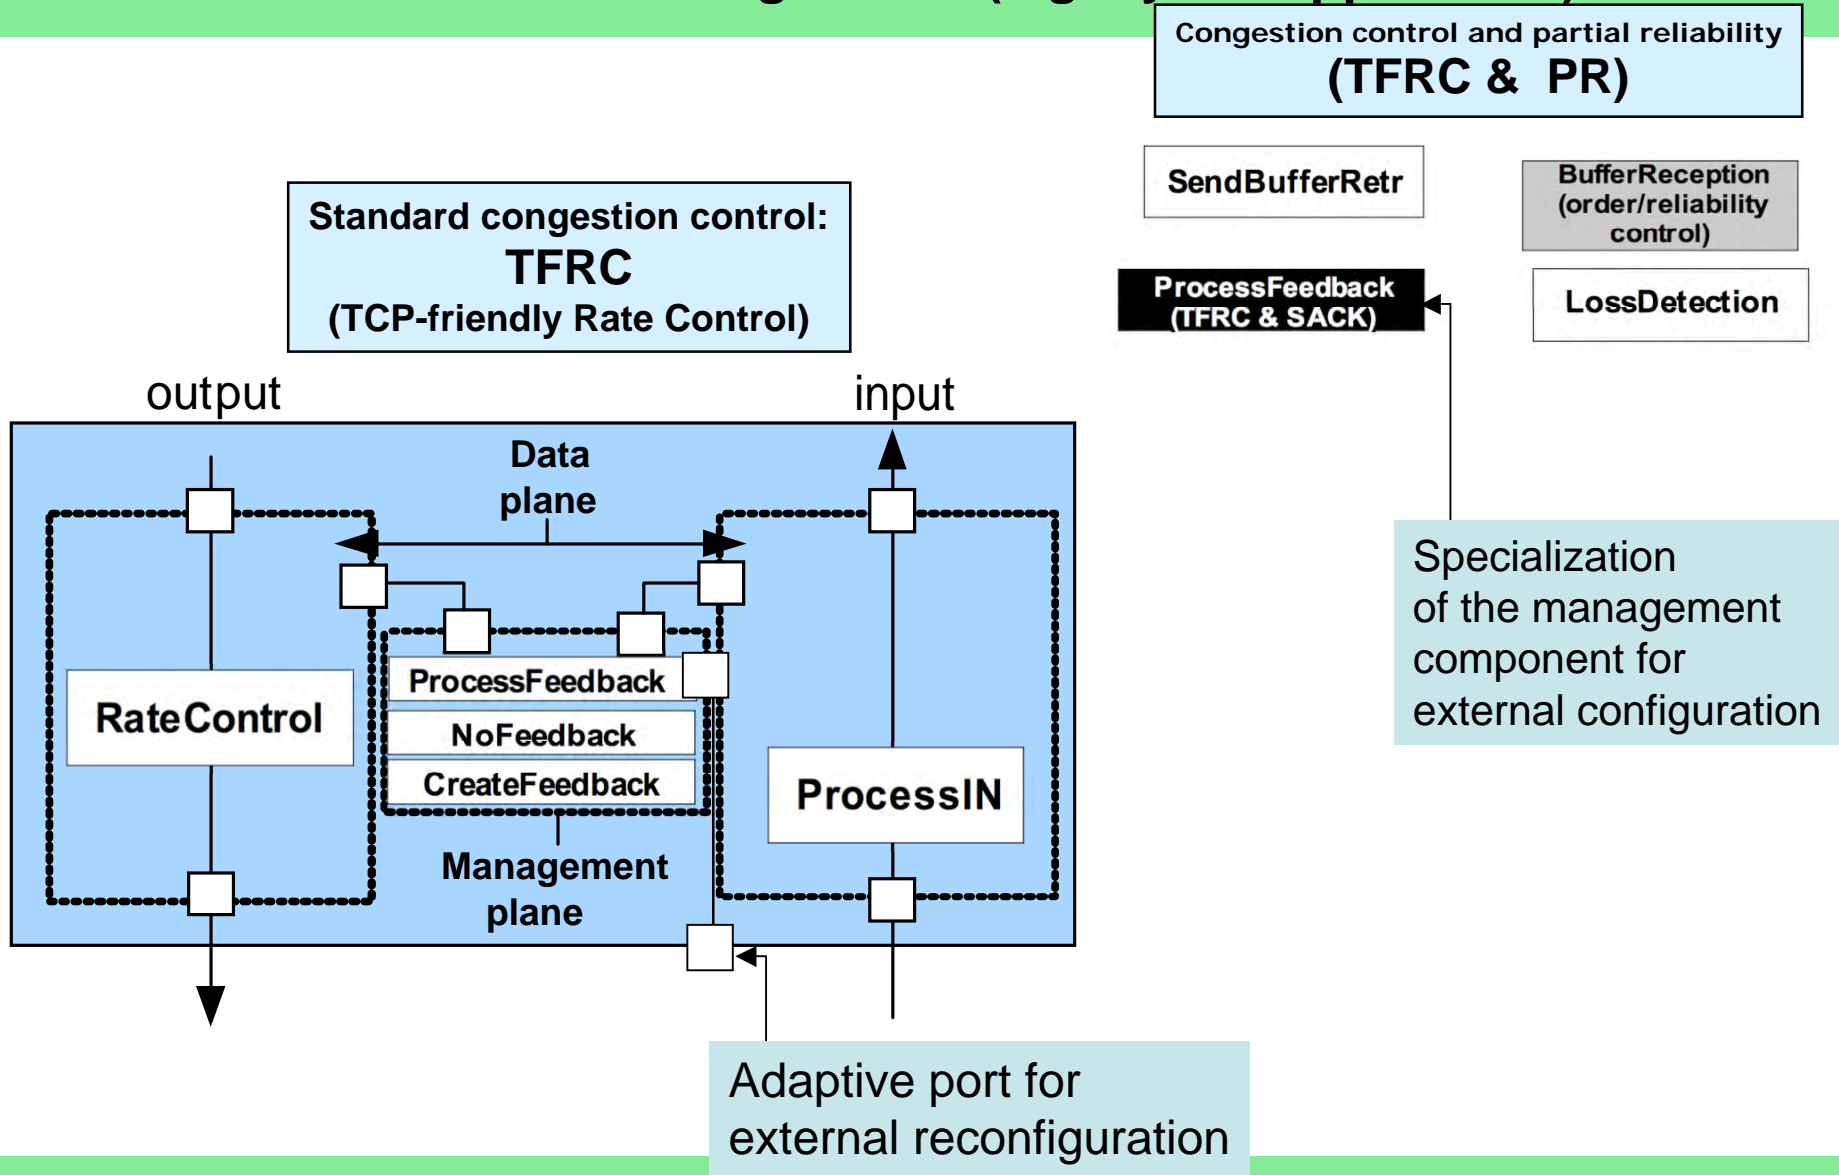 Congestion control and partial reliability
(TFRC & PR)
SendBufferRetr
BufferReception
(order/reliability
control)
ProcessFeedback
(TFRC & SACK)
LossDetection
Standard congestion control:
TFRC
(TCP-friendly Rate Control)
output
input
Data
plane
ProcessFeedback
RateControl
NoFeedback
CreateFeedback
ProcessIN
Management
plane
Specialization
of the management
component for
external configuration
Adaptive port for
external reconfiguration